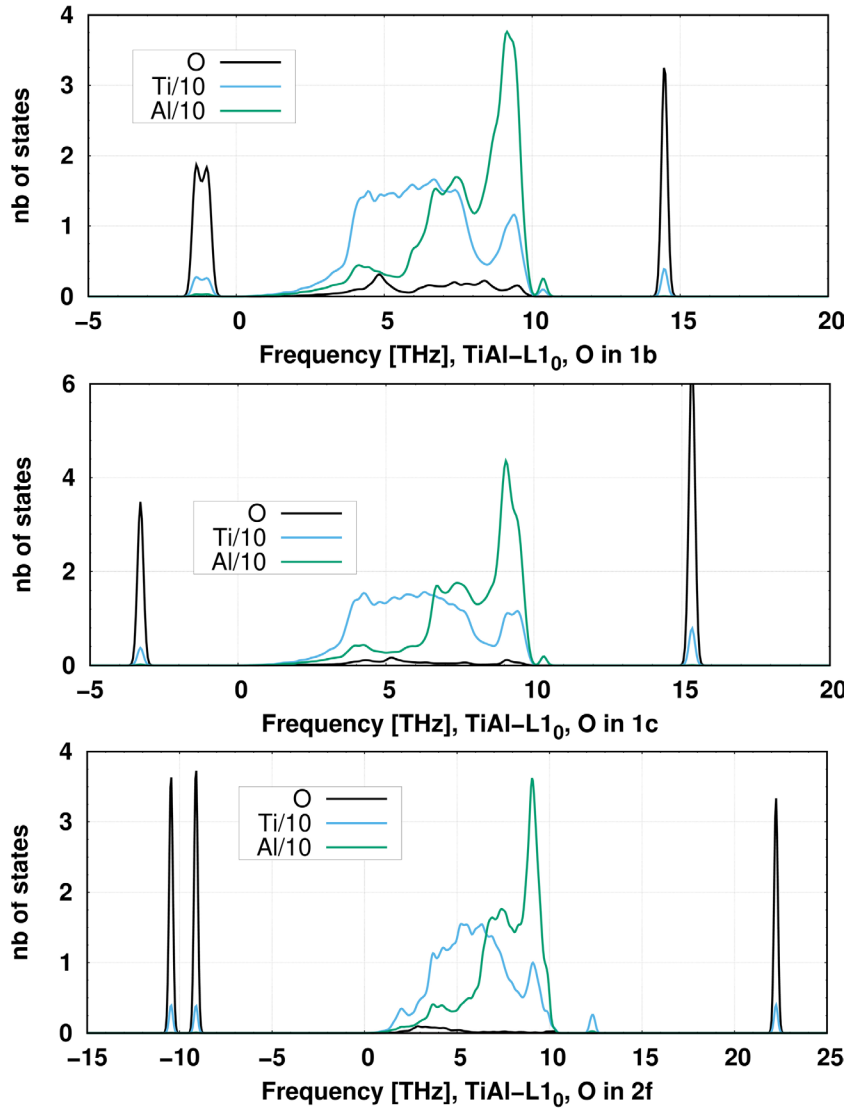 4
3
2
1
0
nb of states
O
Ti/10
Al/10
−5 0 5 10 15 20
Frequency [THz], TiAl−L1₀, O in 1b
6
4
2
0
nb of states
O
Ti/10
Al/10
−5 0 5 10 15 20
Frequency [THz], TiAl−L1₀, O in 1c
4
3
2
1
0
nb of states
O
Ti/10
Al/10
−15 −10 −5 0 5 10 15 20 25
Frequency [THz], TiAl−L1₀, O in 2f